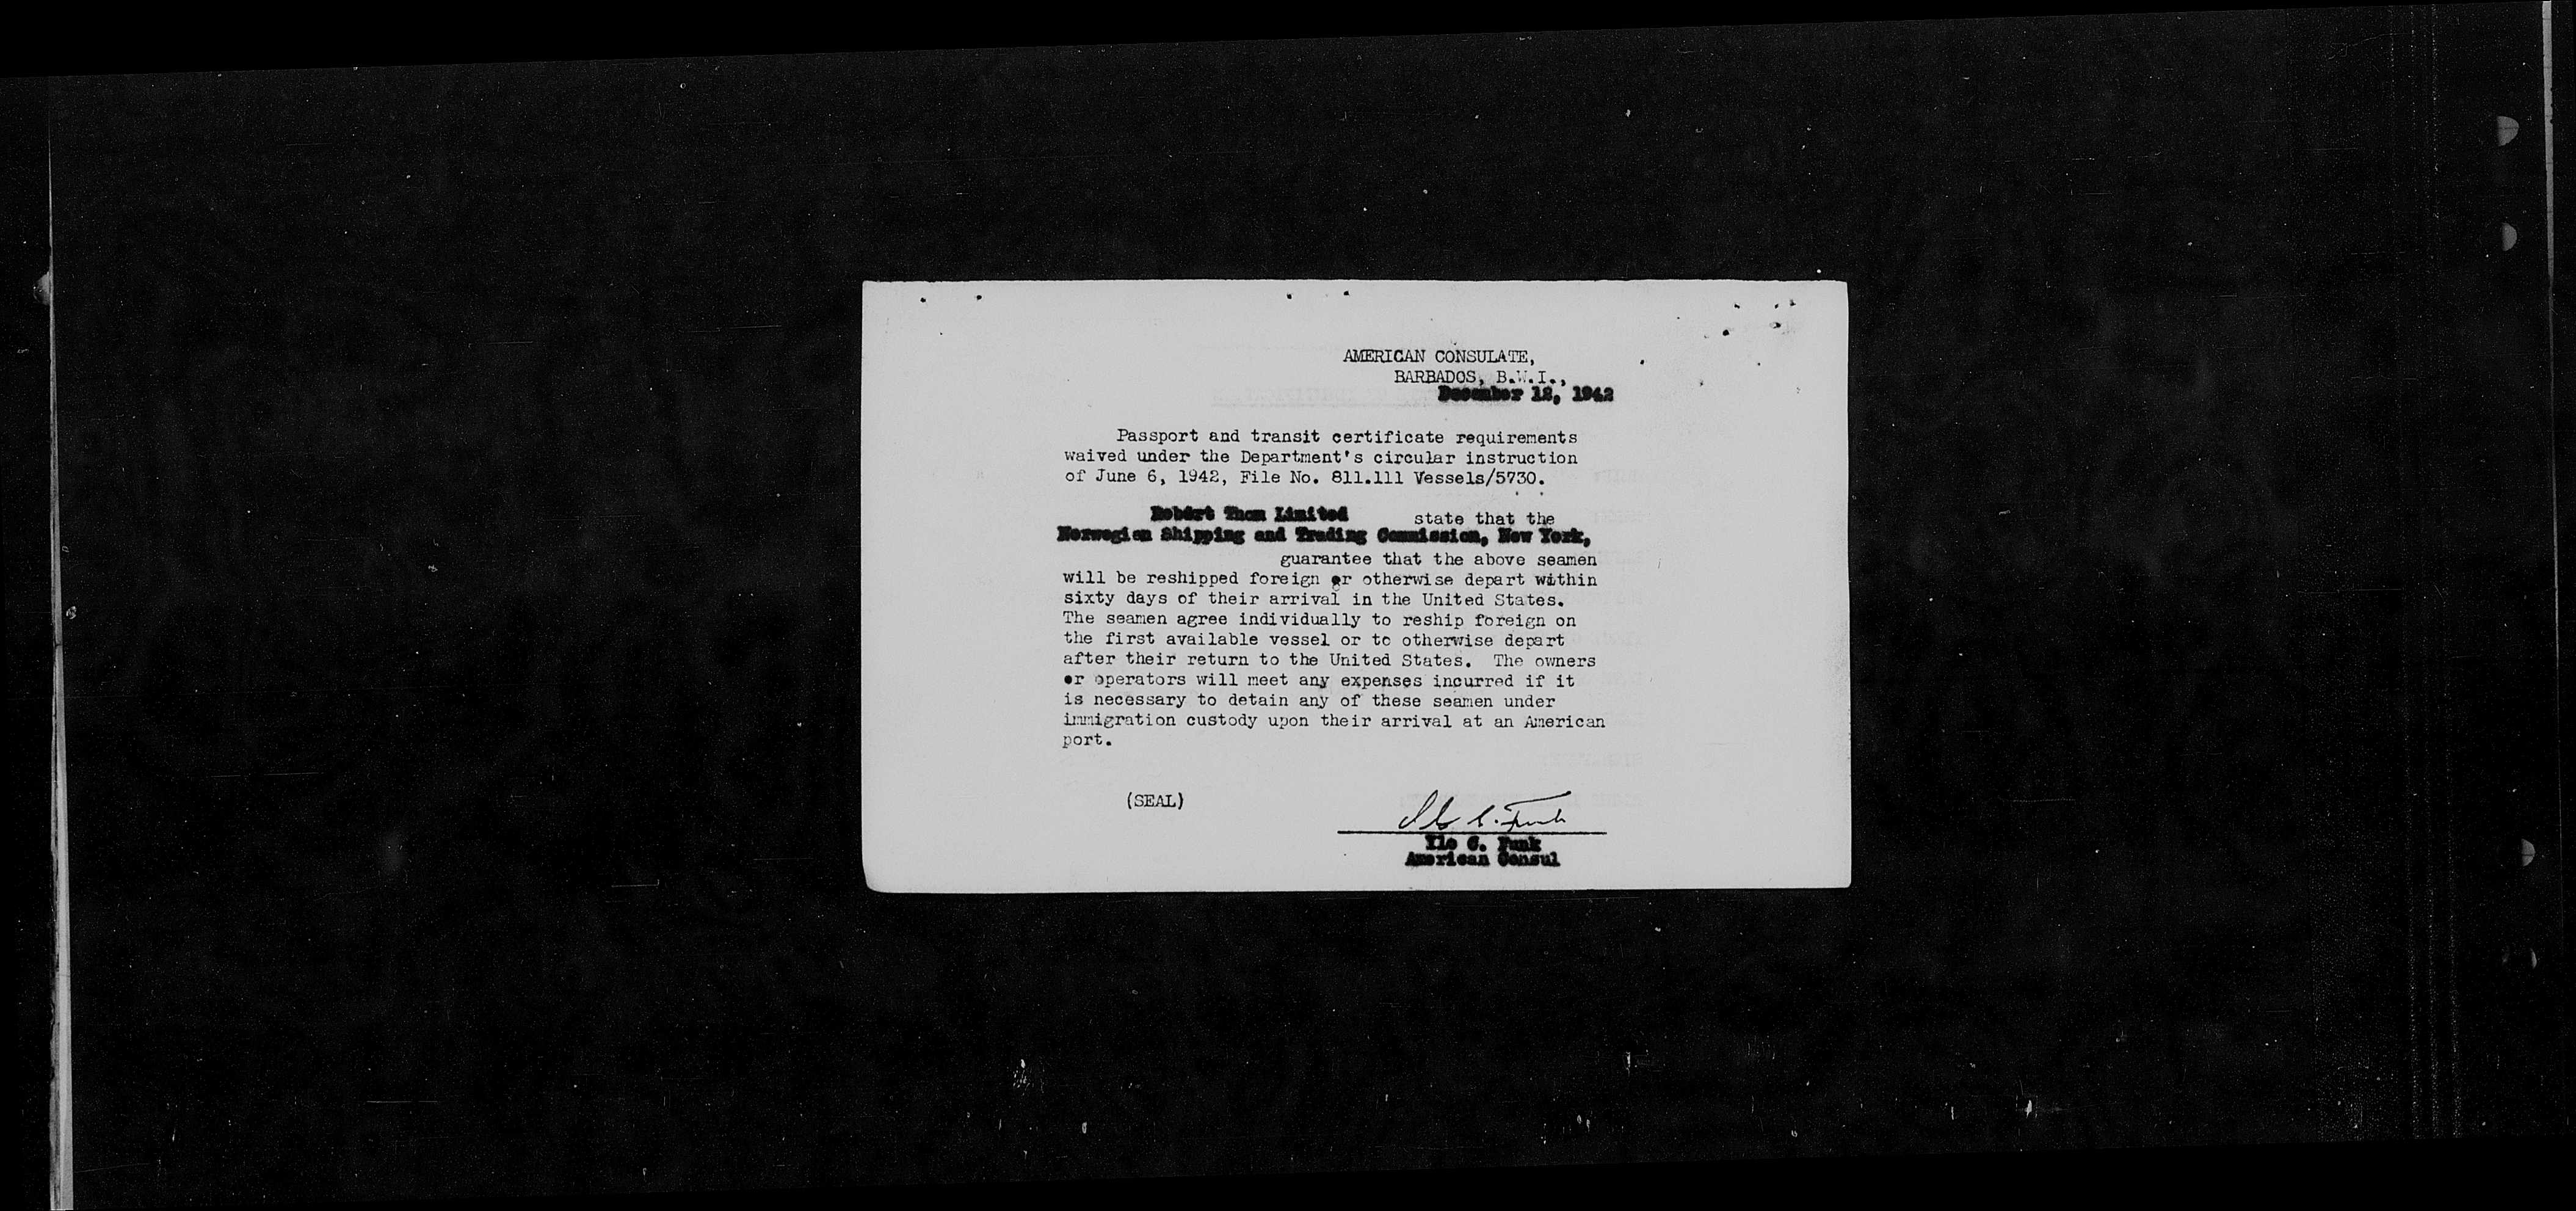 AMERICAN CONSULATE,
BARBADOS, B.W.I.,
December 12, 1942
Passport and transit certificate requirements
waived under the Department's circular instruction
of June 6, 1942, File No. 811.111 Vessels/5730.
Robert Thom Limited state that the
Norwegian Shipping and Trading Commission, New York,
guarantee that the above seamen
will be reshipped foreign or otherwise depart within
sixty days of their arrival in the United States.
The seamen agree individually to reship foreign on
the first available vessel or to otherwise depart
after their return to the United States. The owners
or operators will meet any expenses incurred if it
is necessary to detain any of these seamen under
immigration custody upon their arrival at an American
port.
(SEAL)
Ilo C. Funk
Ilo C. Funk
American Consul